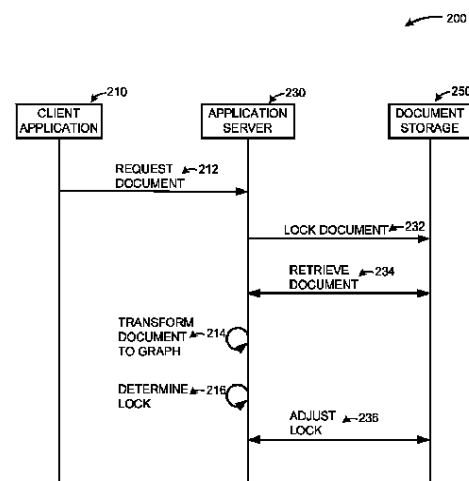 200
210
230
250
CLIENT
APPLICATION
APPLICATION
SERVER
DOCUMENT
STORAGE
REQUEST 212
DOCUMENT
LOCK DOCUMENT 232
RETRIEVE 234
DOCUMENT
TRANSFORM
DOCUMENT 214
TO GRAPH
DETERMINE 216
LOCK
ADJUST 236
LOCK